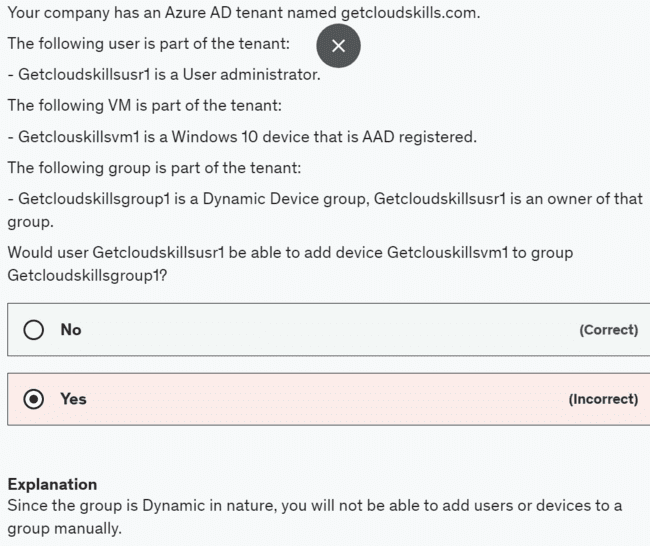 Your company has an Azure AD tenant named getcloudskills.com.
The following user is part of the tenant:
- Getcloudskillsusr1 is a User administrator.
The following VM is part of the tenant:
- Getclouskillsvm1 is a Windows 10 device that is AAD registered.
The following group is part of the tenant:
- Getcloudskillsgroup1 is a Dynamic Device group, Getcloudskillsusr1 is an owner of that
group.
Would user Getcloudskillsusr1 be able to add device Getclouskillsvm1 to group
Getcloudskillsgroup1?
No (Correct)
Yes (Incorrect)
Explanation
Since the group is Dynamic in nature, you will not be able to add users or devices to a
group manually.